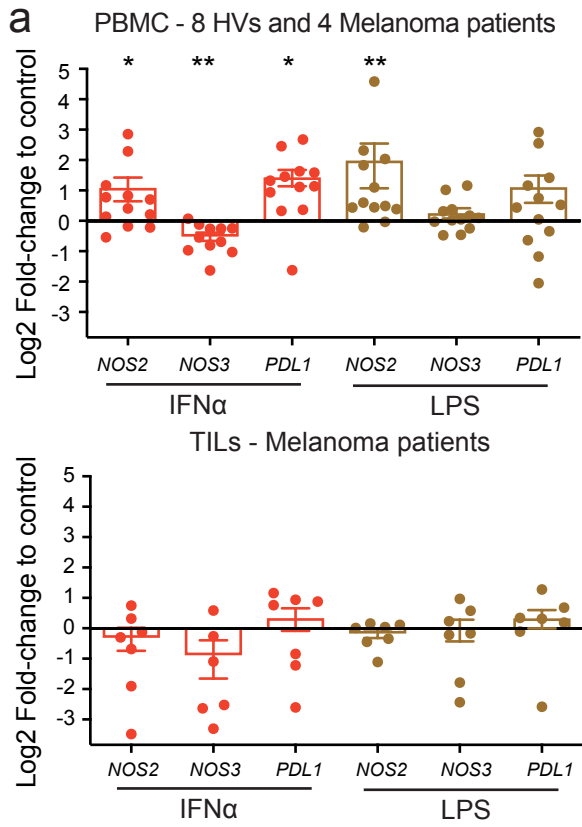 a
PBMC - 8 HVs and 4 Melanoma patients
Log2 Fold-change to control
5
4
3
2
1
0
-1
-2
-3
* ** * **
NOS2 NOS3 PDL1 NOS2 NOS3 PDL1
IFNα LPS
TILs - Melanoma patients
Log2 Fold-change to control
5
4
3
2
1
0
-1
-2
-3
NOS2 NOS3 PDL1 NOS2 NOS3 PDL1
IFNα LPS